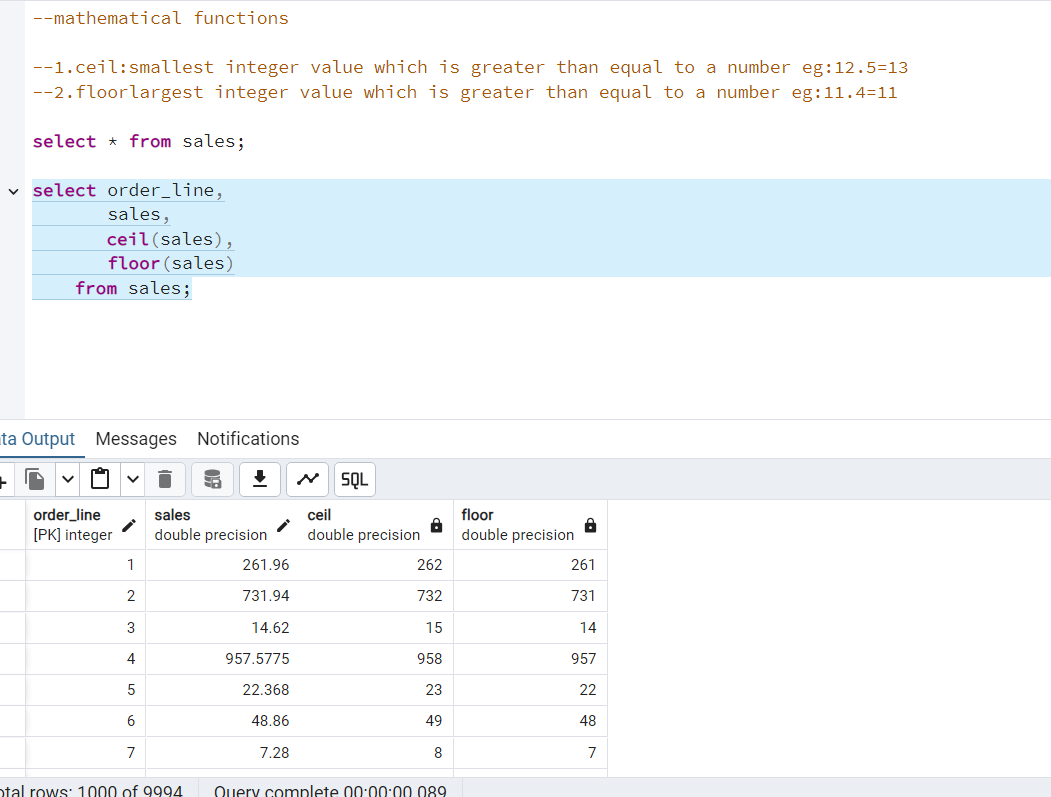 --mathematical functions
--1.ceil:smallest integer value which is greater than equal to a number eg:12.5=13
--2.floorlargest integer value which is greater than equal to a number eg:11.4=11
select * from sales;
select order_line,
sales,
ceil(sales),
floor(sales)
from sales;
ta Output Messages Notifications
SQL
order_line sales ceil floor
[PK] integer double precision double precision double precision
1 261.96 262 261
2 731.94 732 731
3 14.62 15 14
4 957.5775 958 957
5 22.368 23 22
6 48.86 49 48
7 7.28 8 7
otal rows: 1000 of 9994 Query complete 00:00:00.089